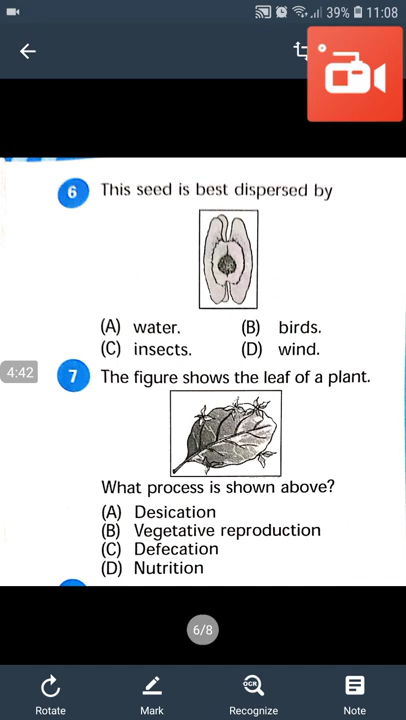 39% 11:08
6 This seed is best dispersed by
(A) water. (B) birds.
(C) insects. (D) wind.
4:42
7 The figure shows the leaf of a plant.
What process is shown above?
(A) Desication
(B) Vegetative reproduction
(C) Defecation
(D) Nutrition
6/8
OCR
Rotate Mark Recognize Note